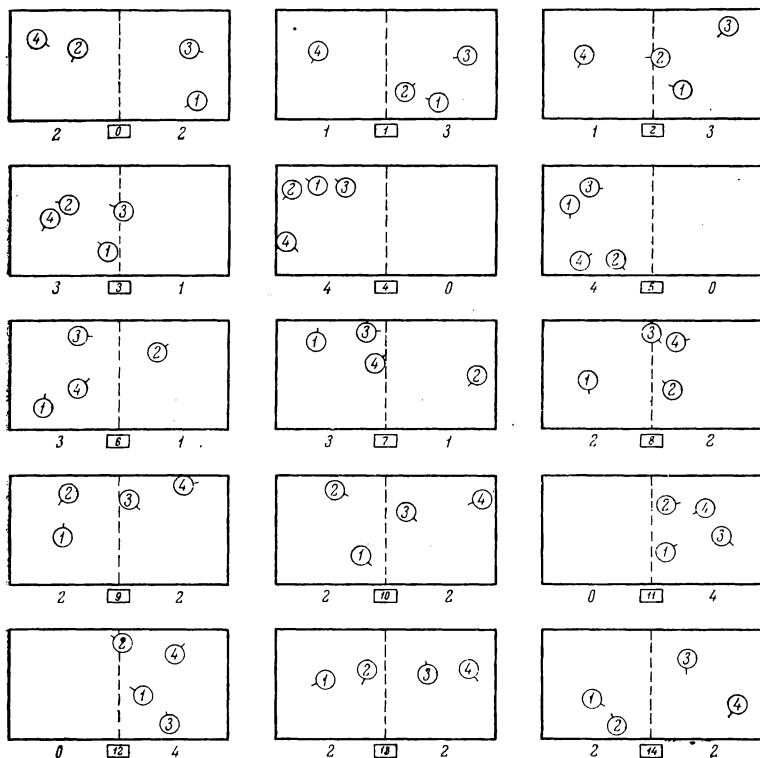 4 2 3 1
4 3 2 1
3 4 2 1
2 0 2
1 1 3
1 2 3
2 4 3 1
2 1 3 4
3 1 4 2
3 3 1
4 4 0
4 5 0
3 2 4 1
3 1 4 2
3 4 1 2
3 6 1
3 7 1
2 8 2
2 4 3 1
2 4 3 1
2 4 3 1
2 9 2
2 10 2
0 11 4
2 4 1 3
1 2 3 4
3 1 4 2
0 12 4
2 13 2
2 14 2